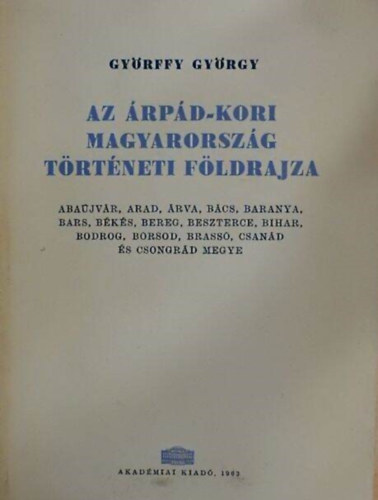 GYÖRFFY GYÖRGY
AZ ÁRPÁD-KORI
MAGYARORSZÁG
TÖRTÉNETI FÖLDRAJZA
ABAÚJVÁR, ARAD, ÁRVA, BÁCS, BARANYA,
BARS, BÉKÉS, BEREG, BESZTERCE, BIHAR,
BODROG, BORSOD, BRASSÓ, CSANÁD
ÉS CSONGRÁD MEGYE
AKADÉMIAI KIADÓ, 1963